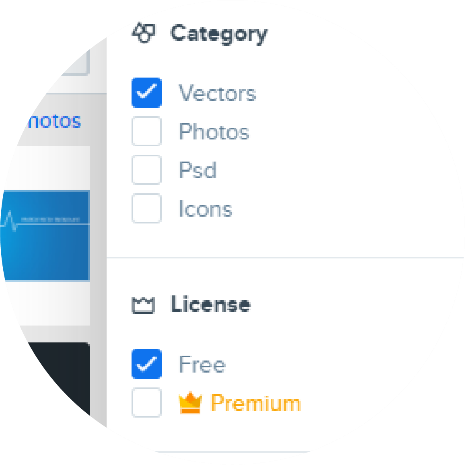 Category
Vectors
Photos
Psd
Icons
License
Free
Premium